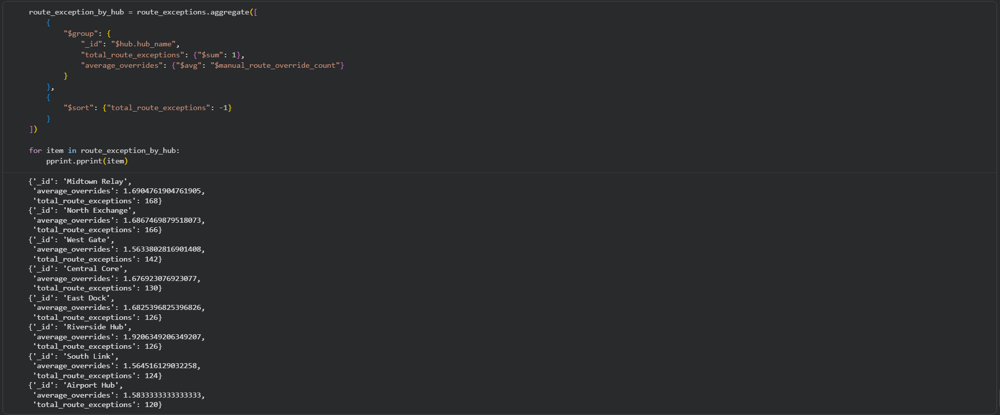 route_exception_by_hub = route_exceptions.aggregate([
    {
        "$group": {
            "_id": "$hub.hub_name",
            "total_route_exceptions": {"$sum": 1},
            "average_overrides": {"$avg": "$manual_route_override_count"}
        }
    },
    {
        "$sort": {"total_route_exceptions": -1}
    }
])

for item in route_exception_by_hub:
    pprint.pprint(item)
{'_id': 'Midtown Relay',
 'average_overrides': 1.6904761904761905,
 'total_route_exceptions': 168}
{'_id': 'North Exchange',
 'average_overrides': 1.6867469879518073,
 'total_route_exceptions': 166}
{'_id': 'West Gate',
 'average_overrides': 1.5633802816901408,
 'total_route_exceptions': 142}
{'_id': 'Central Core',
 'average_overrides': 1.676923076923077,
 'total_route_exceptions': 130}
{'_id': 'East Dock',
 'average_overrides': 1.6825396825396826,
 'total_route_exceptions': 126}
{'_id': 'Riverside Hub',
 'average_overrides': 1.9206349206349207,
 'total_route_exceptions': 126}
{'_id': 'South Link',
 'average_overrides': 1.564516129032258,
 'total_route_exceptions': 124}
{'_id': 'Airport Hub',
 'average_overrides': 1.5833333333333333,
 'total_route_exceptions': 120}